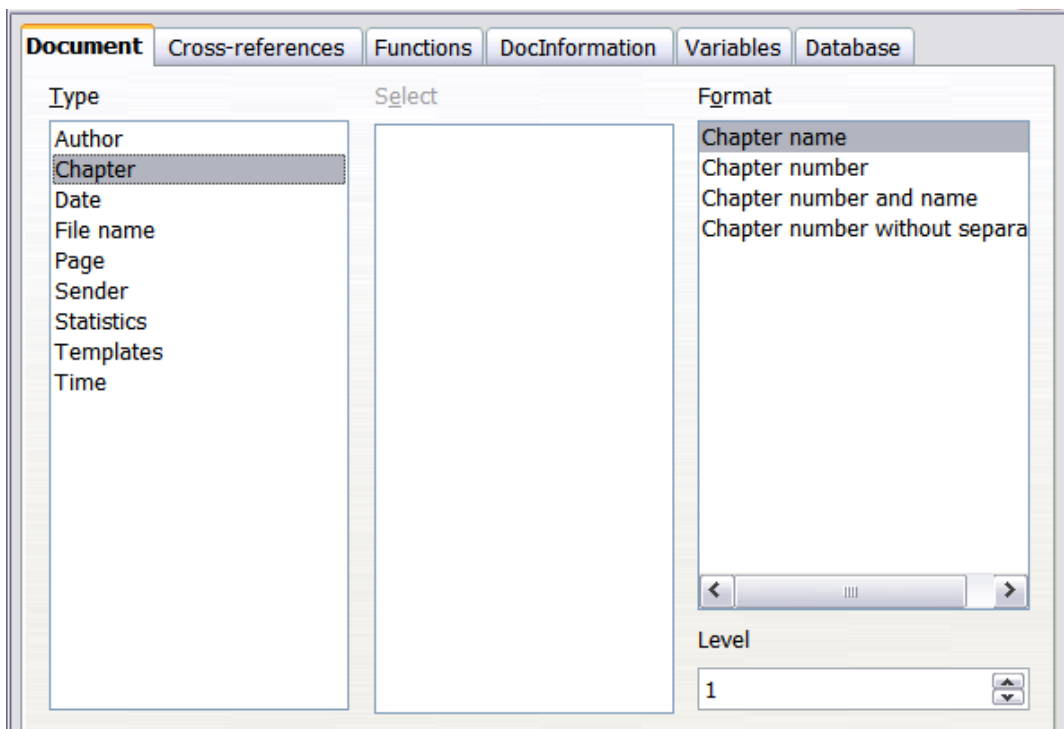 Document Cross-references Functions DocInformation Variables Database
Type
Author
Chapter
Date
File name
Page
Sender
Statistics
Templates
Time
Select
Format
Chapter name
Chapter number
Chapter number and name
Chapter number without separa
Level
1